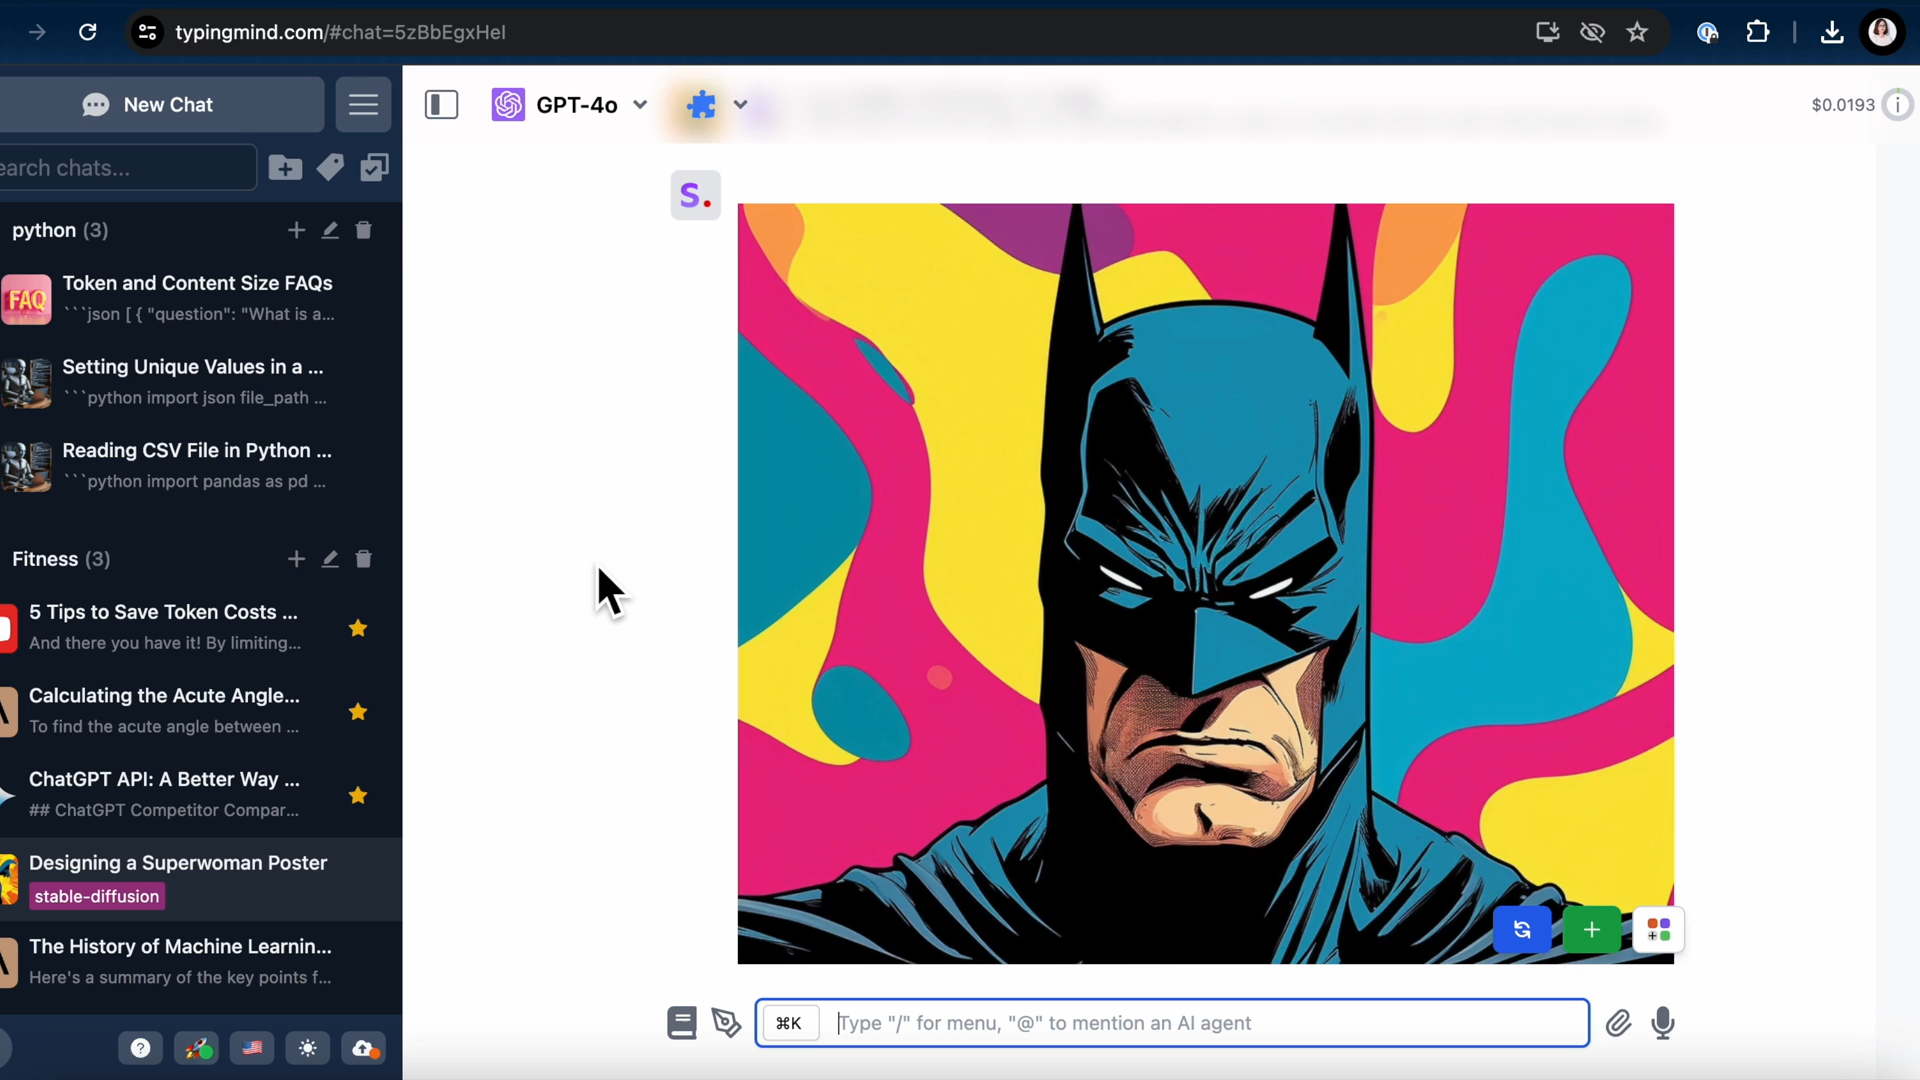 typingmind.com/#chat=5zBbEgxHel
New Chat
GPT-4o
$0.0193
earch chats...
S.
python (3)
Token and Content Size FAQs
FAQ
```json [ { "question": "What is a...
Setting Unique Values in a ...
```python import json file_path ...
Reading CSV File in Python ...
```python import pandas as pd ...
Fitness (3)
5 Tips to Save Token Costs ...
And there you have it! By limiting...
Calculating the Acute Angle...
To find the acute angle between ...
ChatGPT API: A Better Way ...
## ChatGPT Competitor Compar...
Designing a Superwoman Poster
stable-diffusion
The History of Machine Learnin...
Here's a summary of the key points f...
⌘K
Type "/" for menu, "@" to mention an AI agent